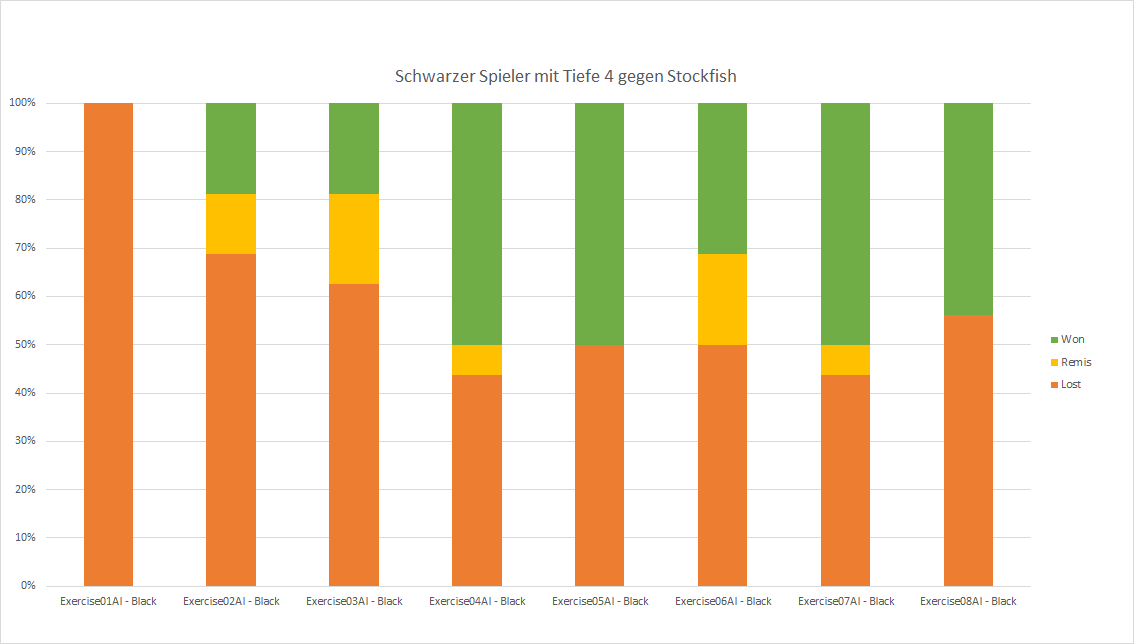 Schwarzer Spieler mit Tiefe 4 gegen Stockfish
100%
90%
80%
70%
60%
50%
40%
30%
20%
10%
0%
Exercise01AI - Black
Exercise02AI - Black
Exercise03AI - Black
Exercise04AI - Black
Exercise05AI - Black
Exercise06AI - Black
Exercise07AI - Black
Exercise08AI - Black
Won
Remis
Lost